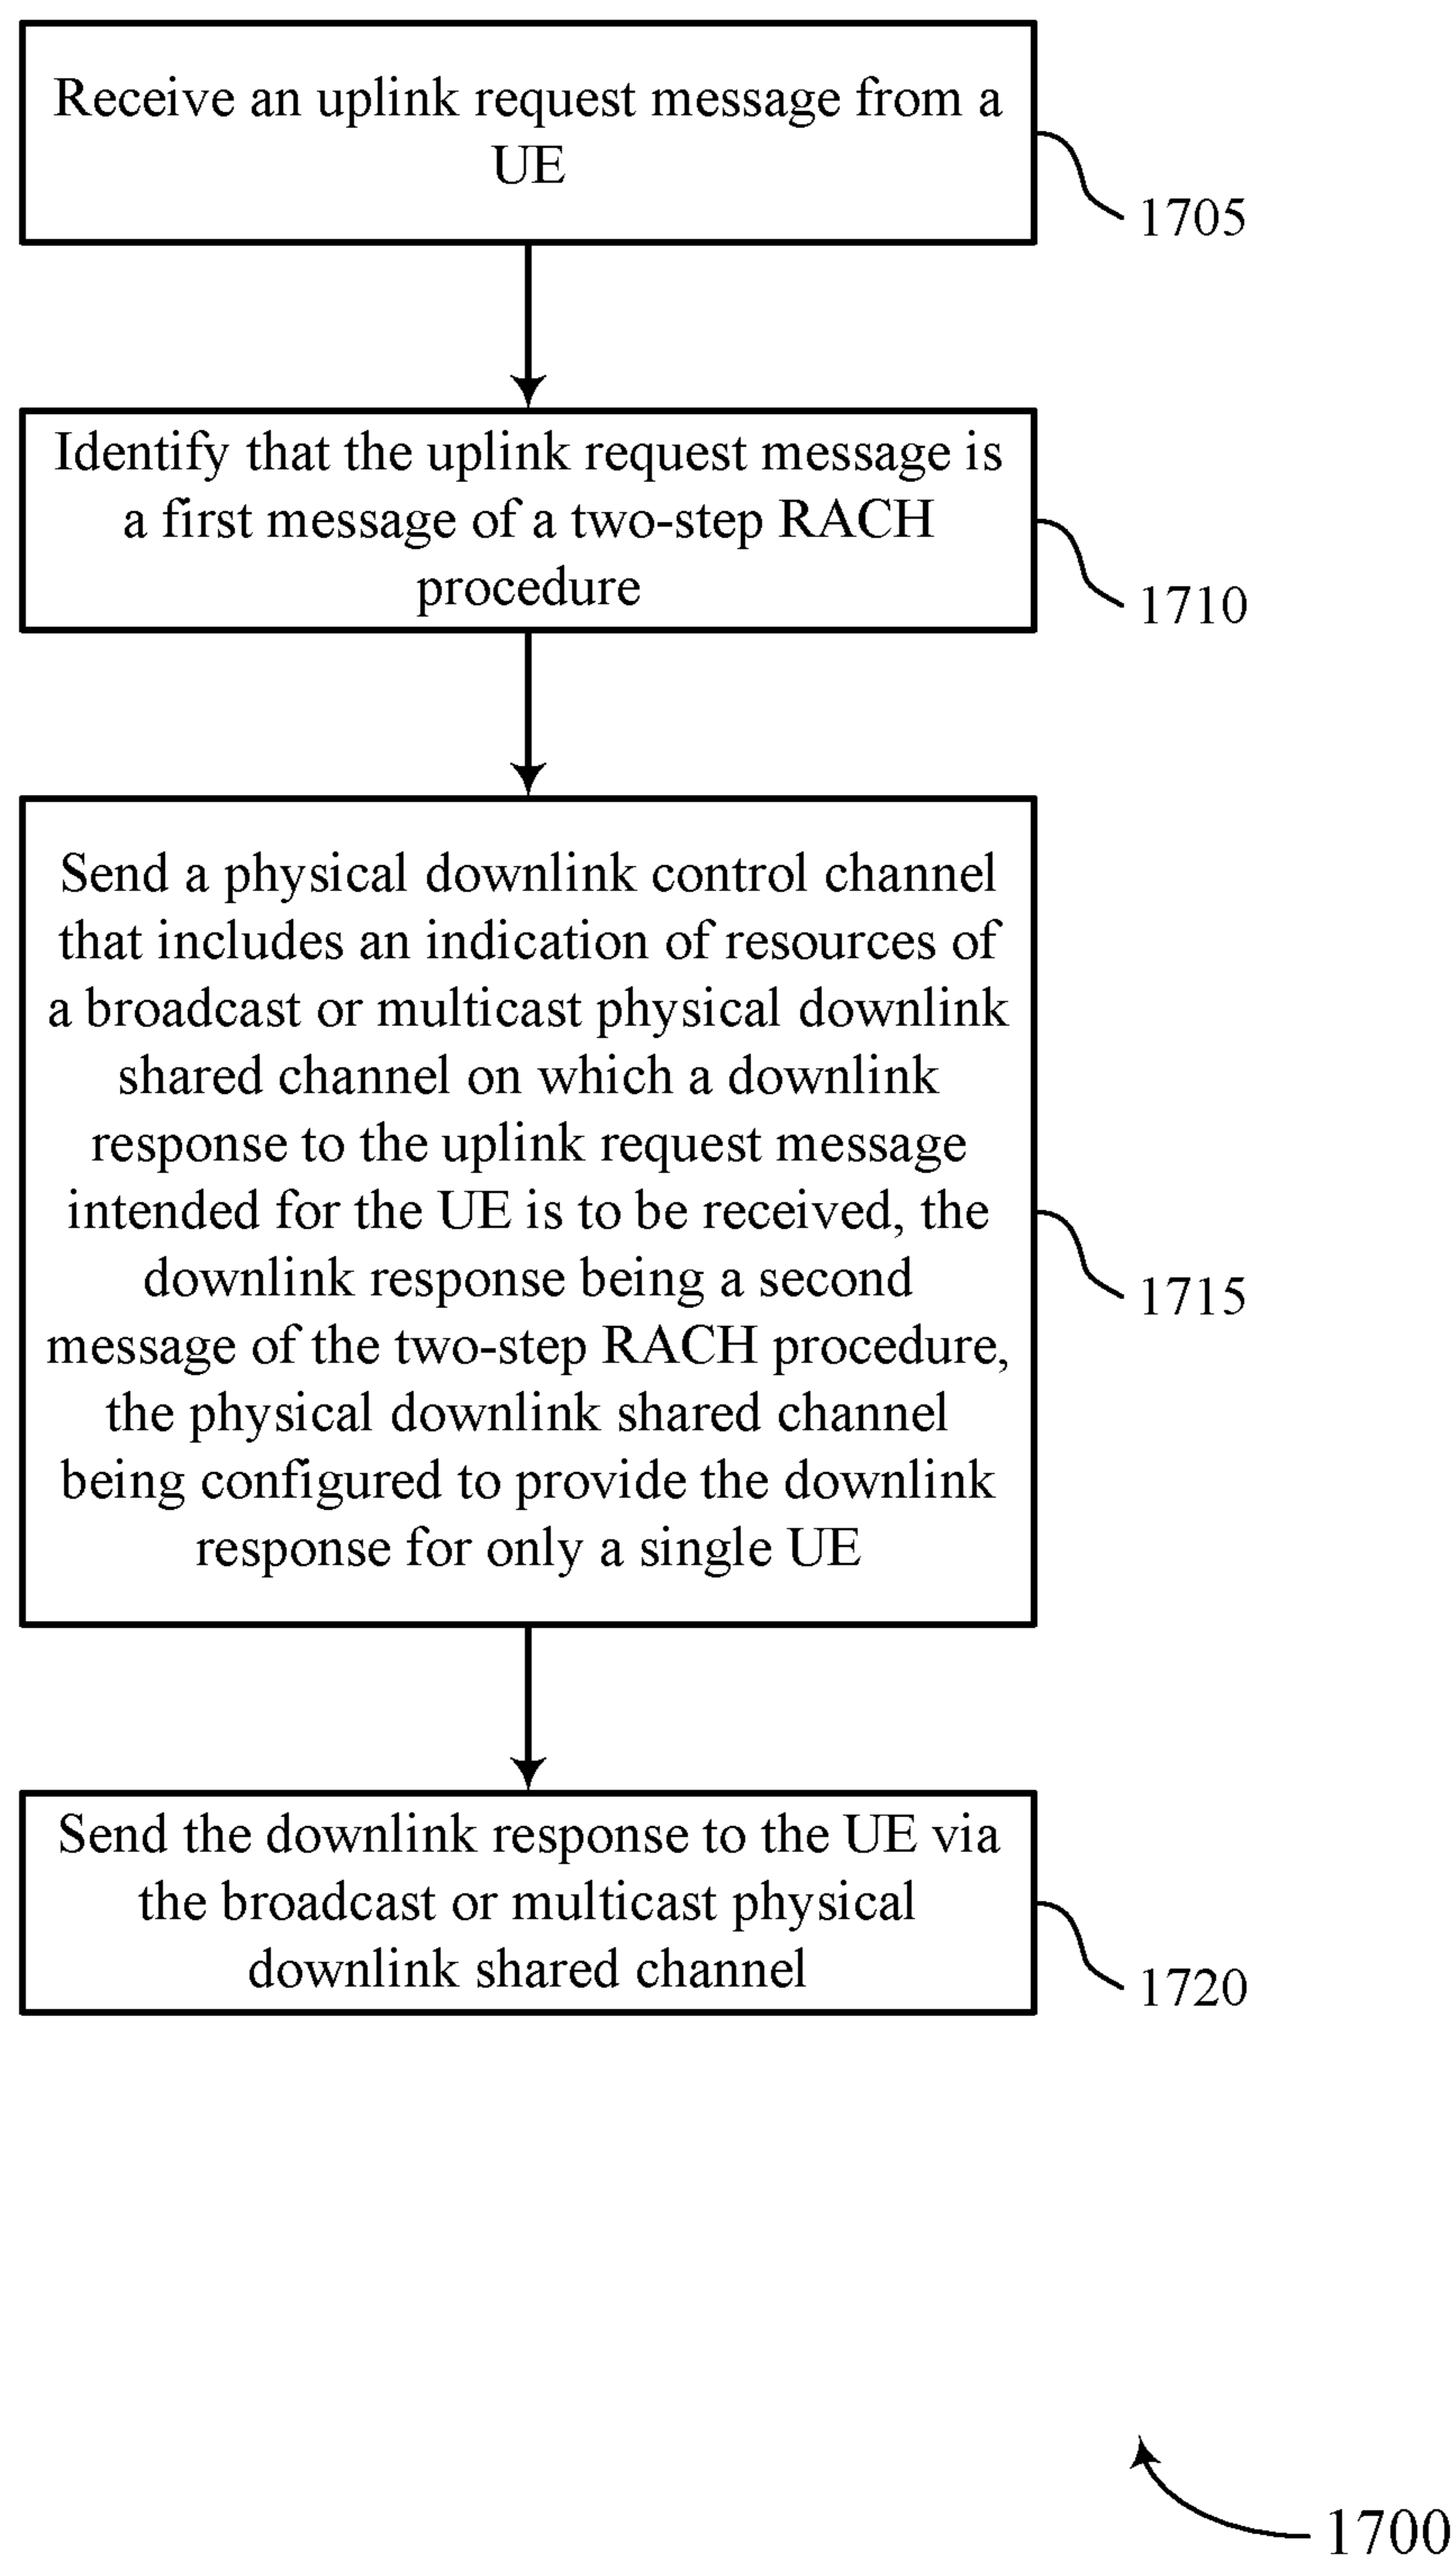 Receive an uplink request message from a
UE
1705
Identify that the uplink request message is
a first message of a two-step RACH
procedure
1710
Send a physical downlink control channel
that includes an indication of resources of
a broadcast or multicast physical downlink
shared channel on which a downlink
response to the uplink request message
intended for the UE is to be received, the
downlink response being a second
message of the two-step RACH procedure,
the physical downlink shared channel
being configured to provide the downlink
response for only a single UE
1715
Send the downlink response to the UE via
the broadcast or multicast physical
downlink shared channel
1720
1700